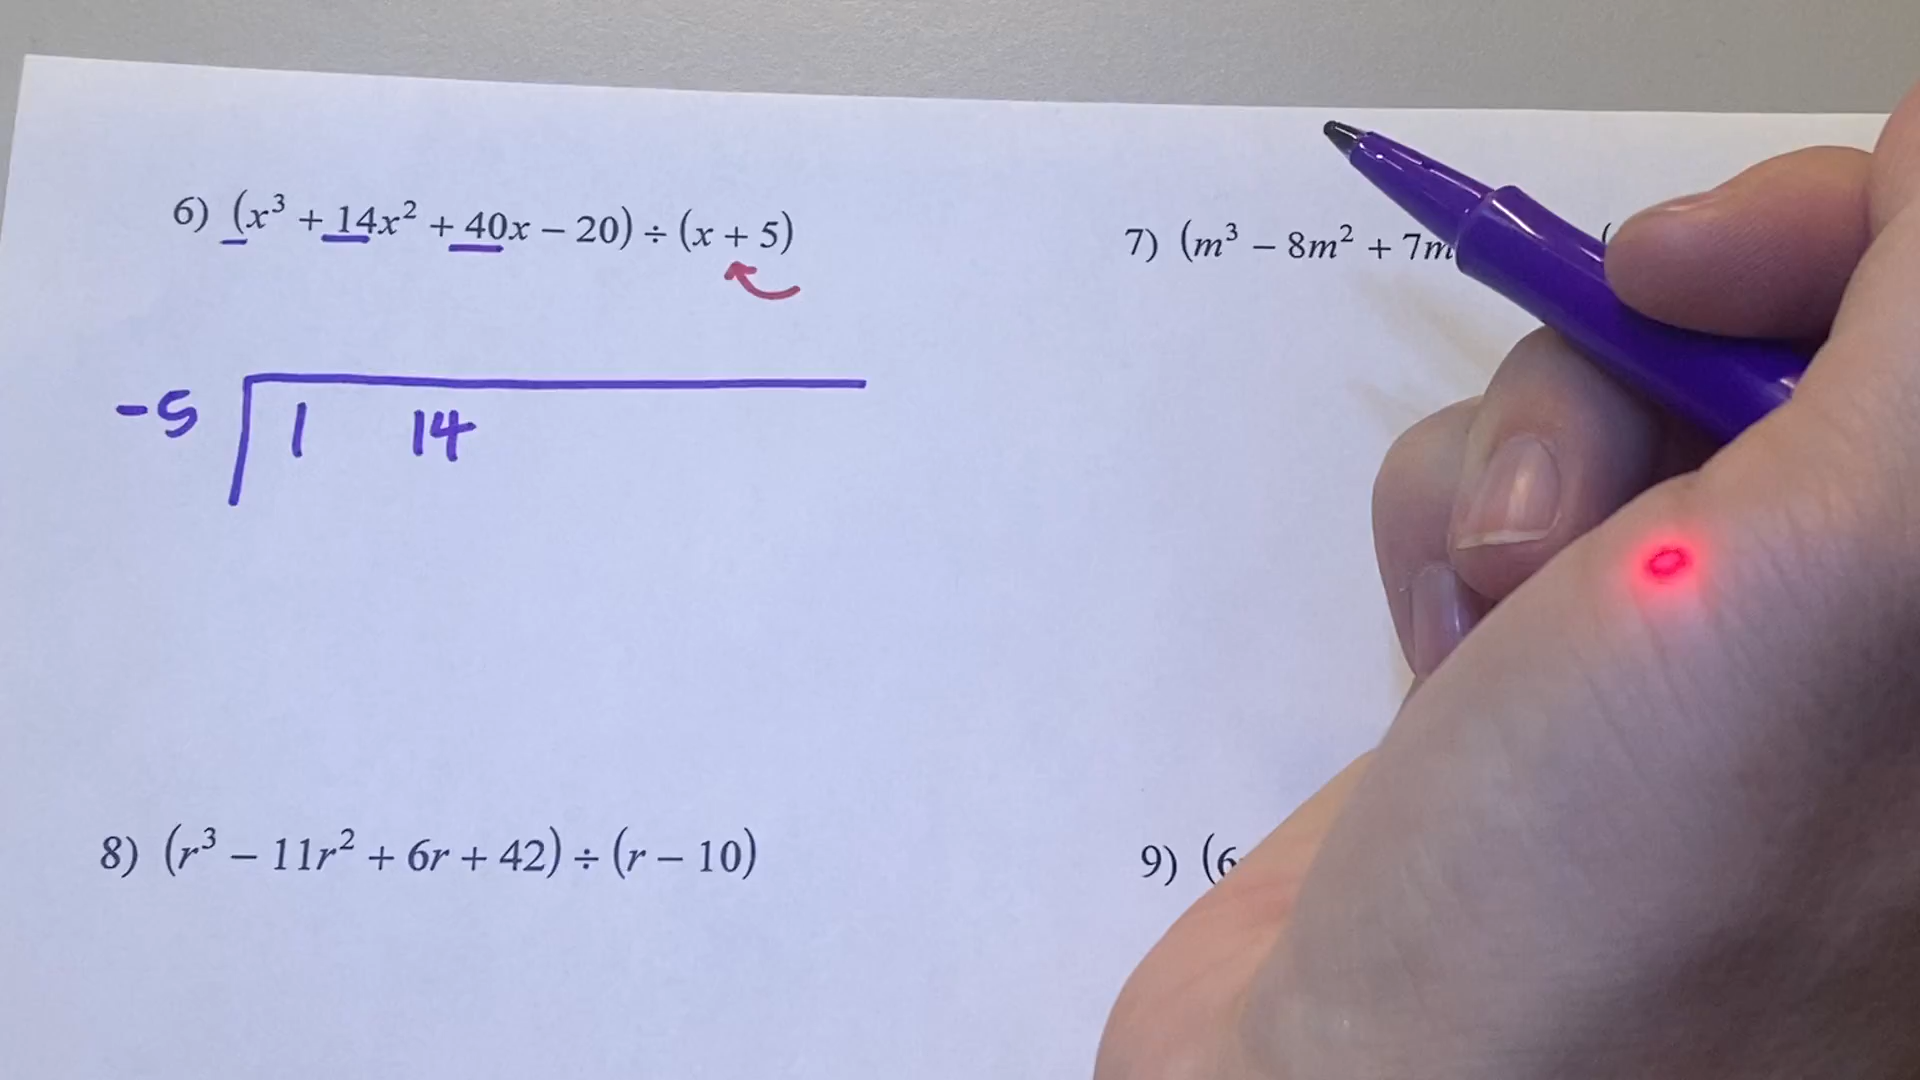 6) (x³ + 14x² + 40x − 20) ÷ (x + 5)
-5 1 14
7) (m³ − 8m² + 7m
8) (r³ − 11r² + 6r + 42) ÷ (r − 10)
9) (6